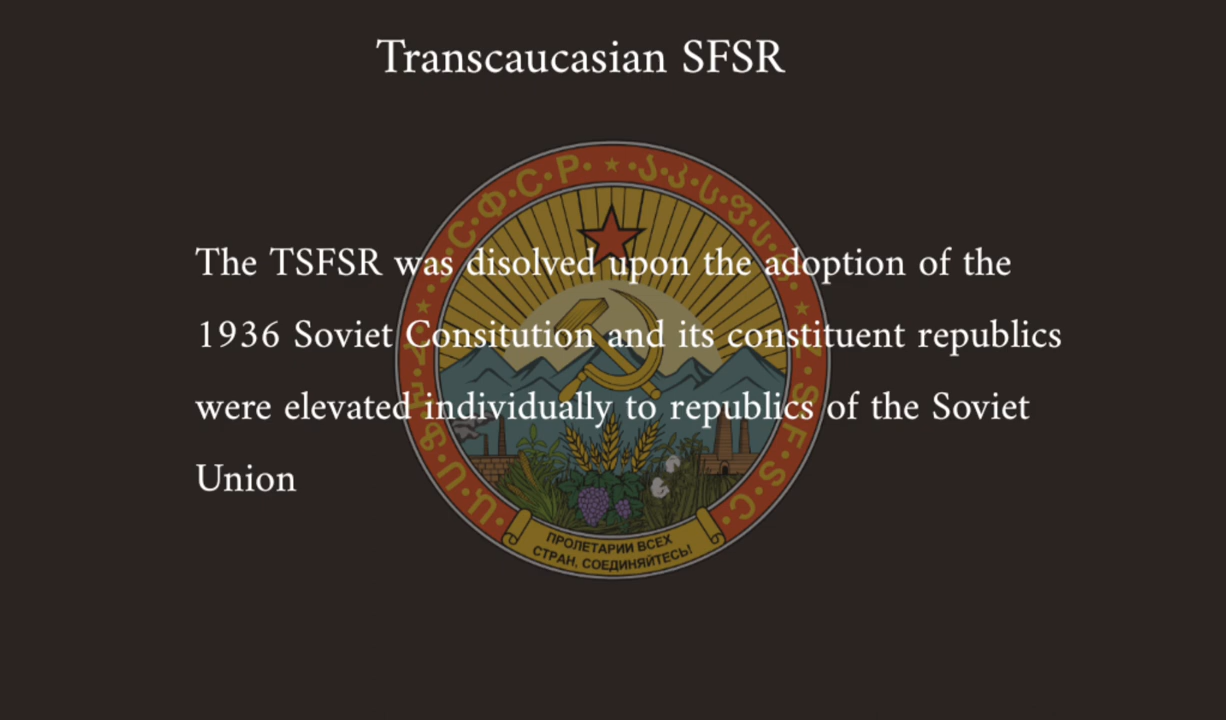 Transcaucasian SFSR
The TSFSR was disolved upon the adoption of the
1936 Soviet Consitution and its constituent republics
were elevated individually to republics of the Soviet
Union
ПРОЛЕТАРИИ ВСЕХ
СТРАН, СОЕДИНЯЙТЕСЬ!